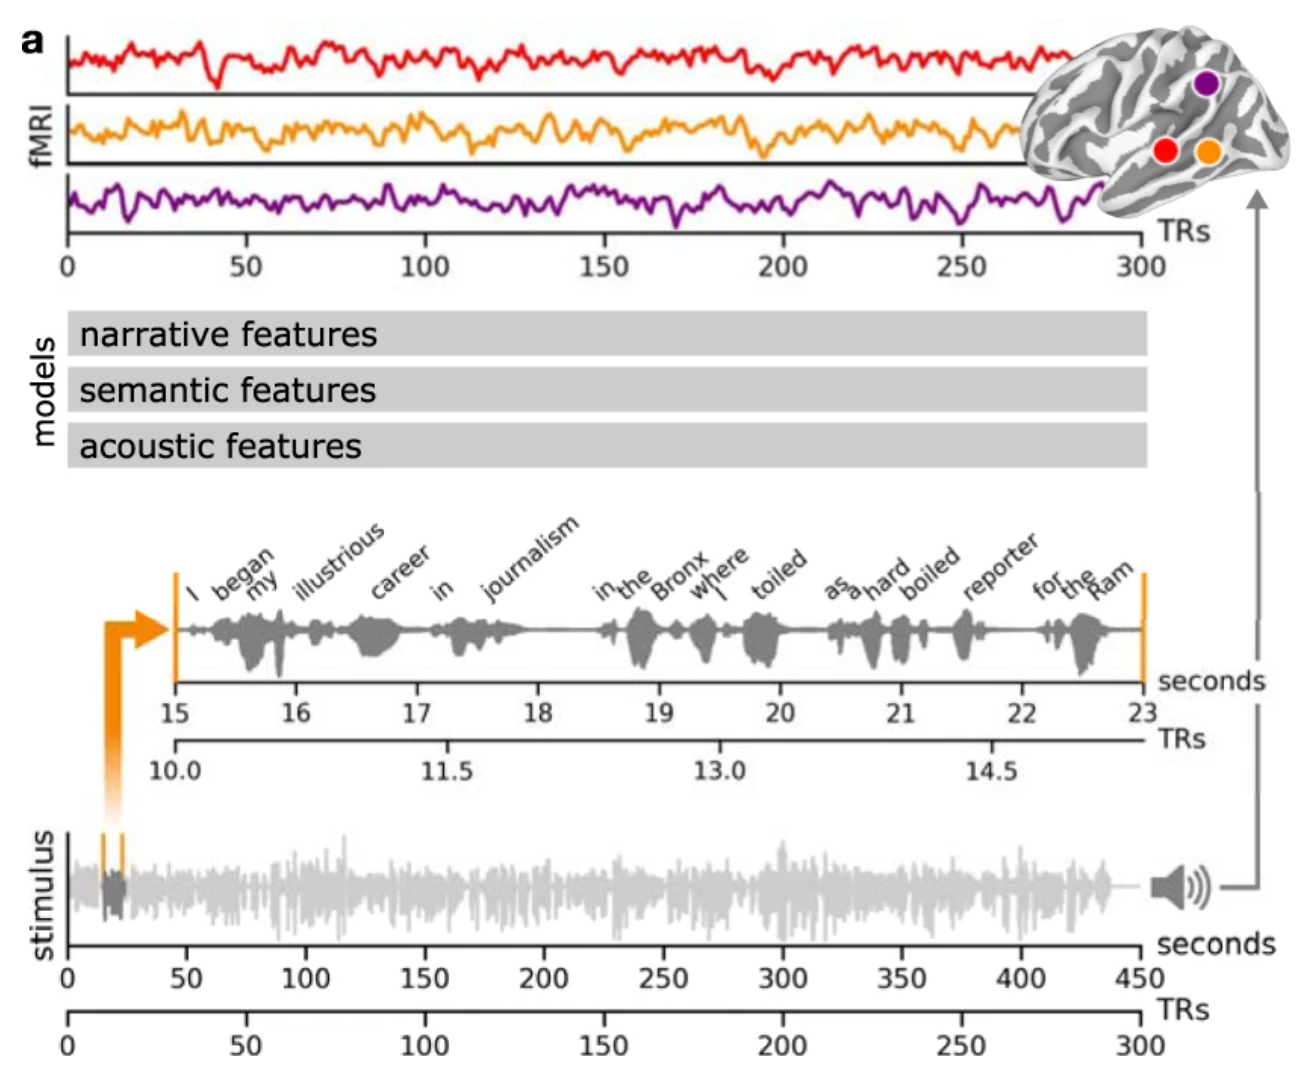 a
fMRI
TRs
0 50 100 150 200 250 300
models
narrative features
semantic features
acoustic features
I began my illustrious career in journalism in the Bronx where I toiled as a hard boiled reporter for the Ram
seconds
15 16 17 18 19 20 21 22 23
TRs
10.0 11.5 13.0 14.5
stimulus
seconds
0 50 100 150 200 250 300 350 400 450
TRs
0 50 100 150 200 250 300